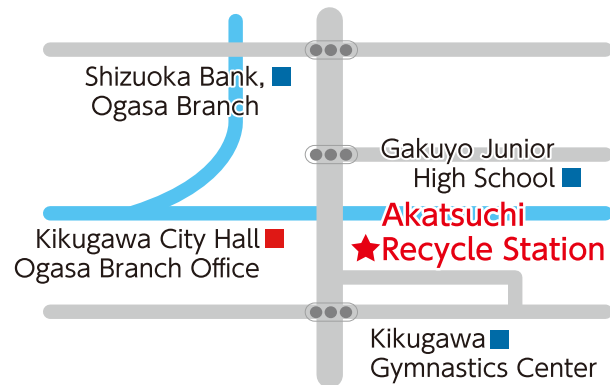 Shizuoka Bank,
Ogasa Branch
Gakuyo Junior
High School
Akatsuchi
Recycle Station
Kikugawa City Hall
Ogasa Branch Office
Kikugawa
Gymnastics Center